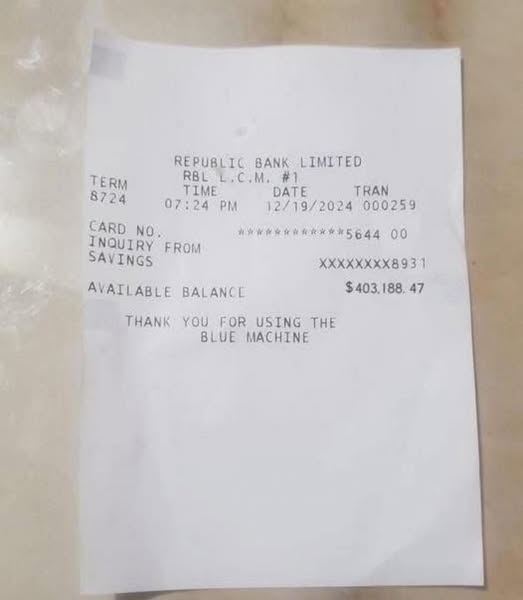 REPUBLIC BANK LIMITED
RBL L.C.M. #1
TERM TIME DATE TRAN
8724 07:24 PM 12/19/2024 000259
CARD NO. ************5644 00
INQUIRY FROM
SAVINGS XXXXXXXX8931
AVAILABLE BALANCE $403,188.47
THANK YOU FOR USING THE
BLUE MACHINE